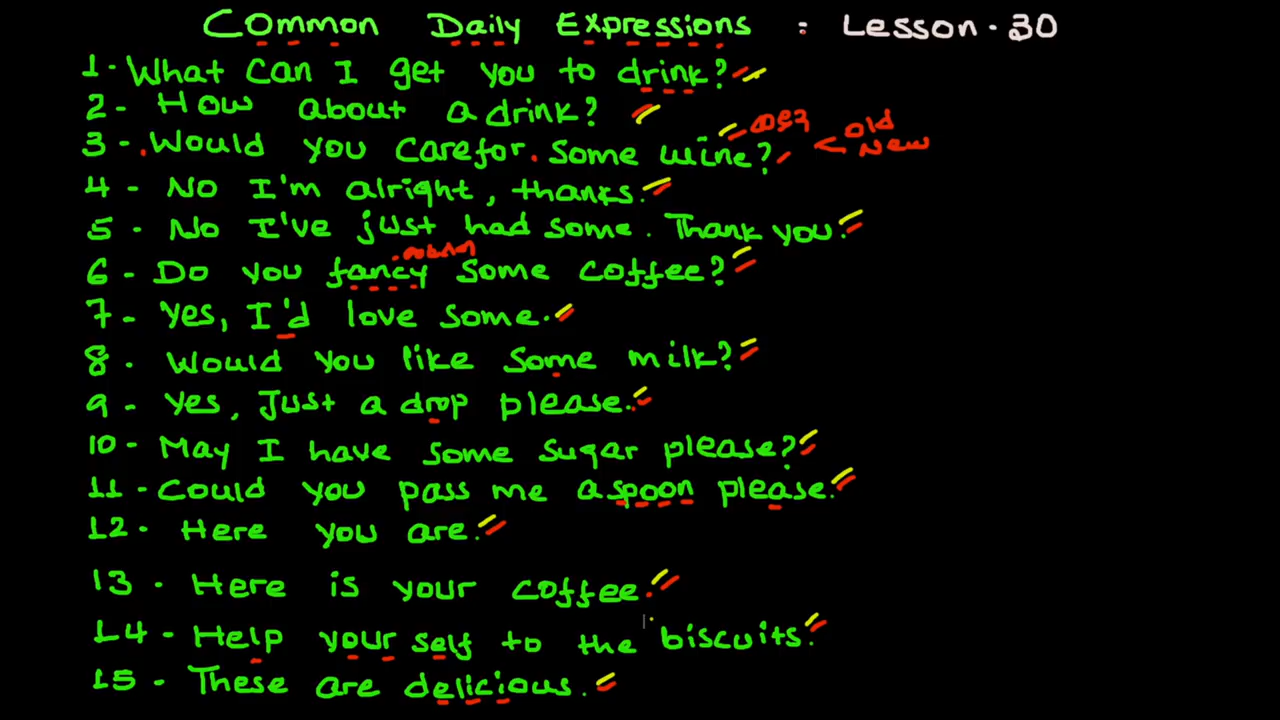 Common Daily Expressions : Lesson - 30
1 - What can I get you to drink?
2 - How about a drink?
3 - Would you care for some wine? old
new
4 - No I'm alright, thanks.
5 - No I've just had some. Thank you.
6 - Do you fancy some coffee?
7 - Yes, I'd love some.
8 - Would you like some milk?
9 - Yes, Just a drop please.
10 - May I have some sugar please?
11 - Could you pass me a spoon please.
12 - Here you are.
13 - Here is your coffee.
14 - Help your self to the biscuits.
15 - These are delicious.